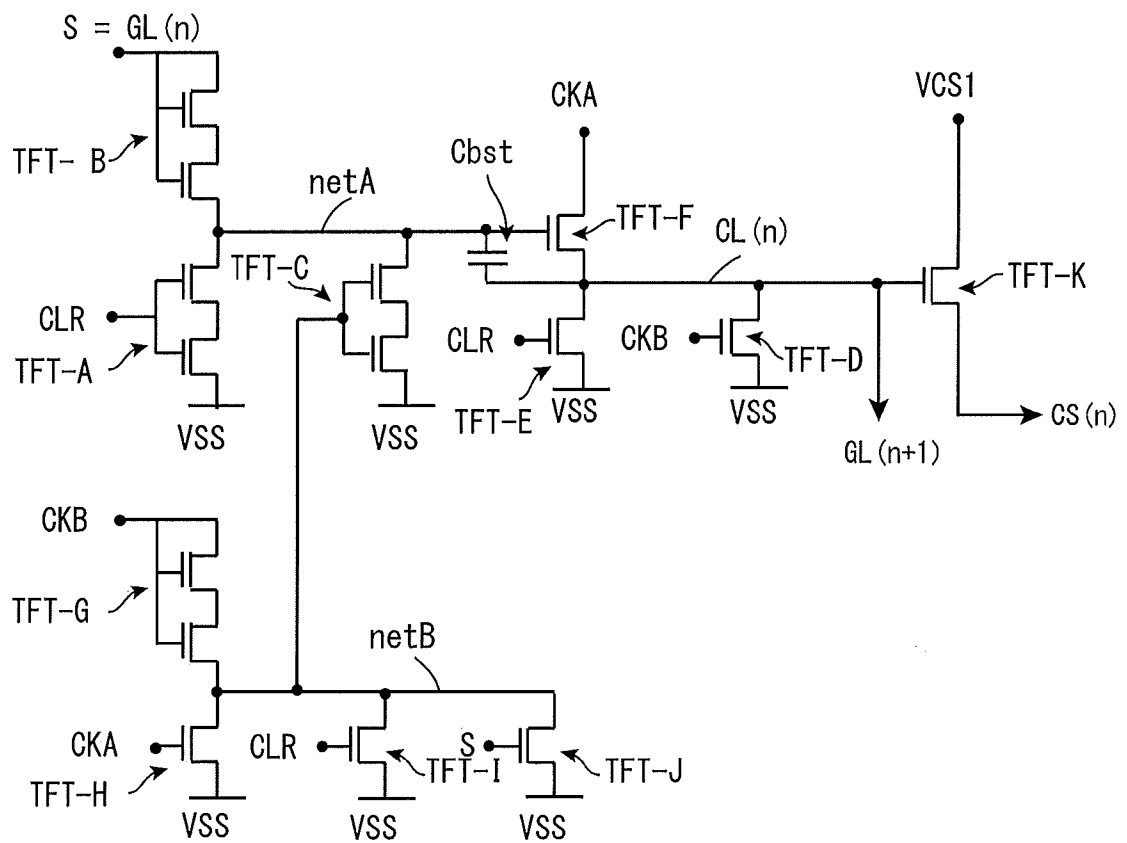 S = GL(n)
TFT- B
netA
Cbst
CKA
VCS1
TFT-F
CL(n)
TFT-K
TFT-C
CLR
TFT-A
VSS
VSS
CLR
TFT-E
VSS
CKB
TFT-D
VSS
GL(n+1)
CS(n)
CKB
TFT-G
netB
CKA
TFT-H
VSS
CLR
TFT-I
VSS
S
TFT-J
VSS